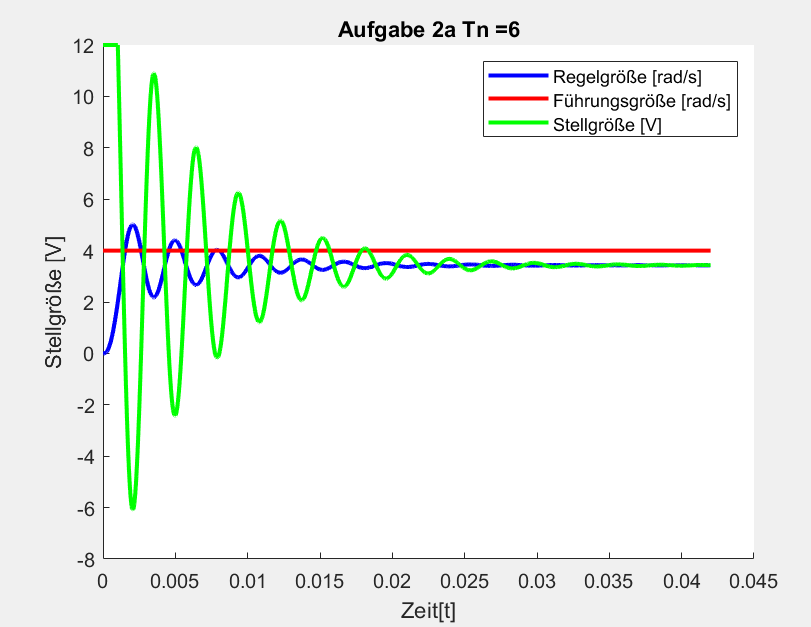 Aufgabe 2a Tn =6
Regelgröße [rad/s]
Führungsgröße [rad/s]
Stellgröße [V]
Stellgröße [V]
12
10
8
6
4
2
0
-2
-4
-6
-8
0 0.005 0.01 0.015 0.02 0.025 0.03 0.035 0.04 0.045
Zeit[t]